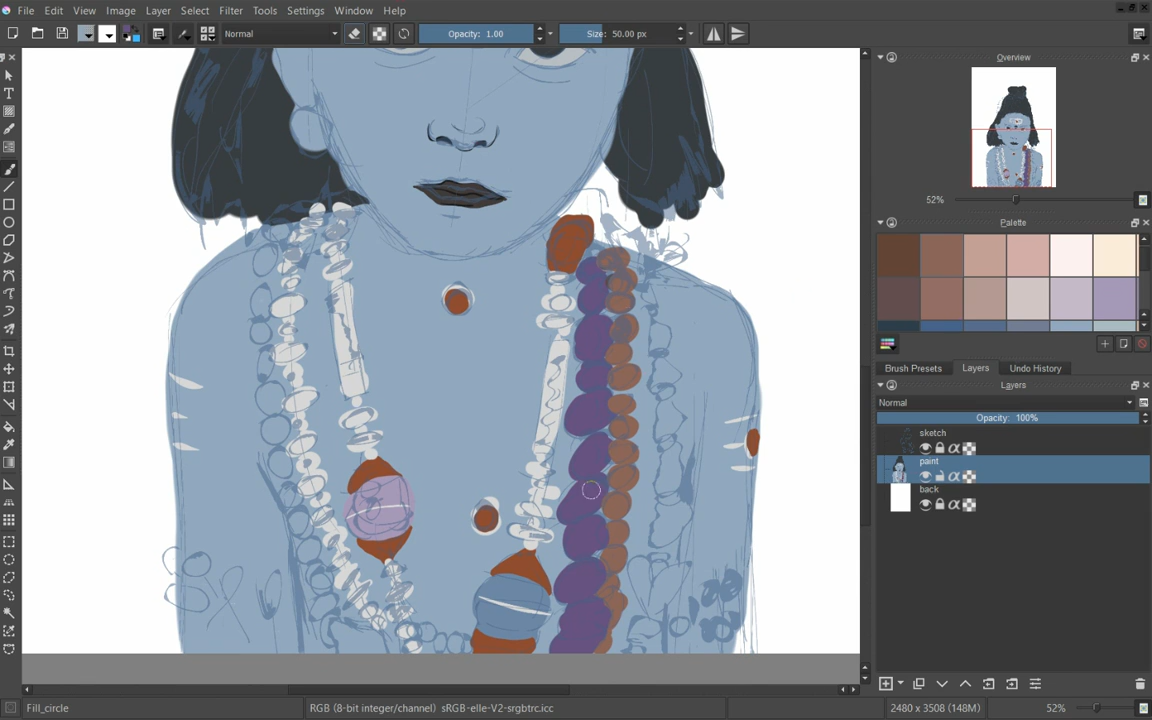 File Edit View Image Layer Select Filter Tools Settings Window Help
Normal Opacity: 1.00 Size: 50.00 px
Overview
52%
Palette
Brush Presets Layers Undo History
Layers
Normal
Opacity: 100%
sketch
paint
back
Fill_circle RGB (8-bit integer/channel) sRGB-elle-V2-srgbtrc.icc 2480 x 3508 (148M) 52%